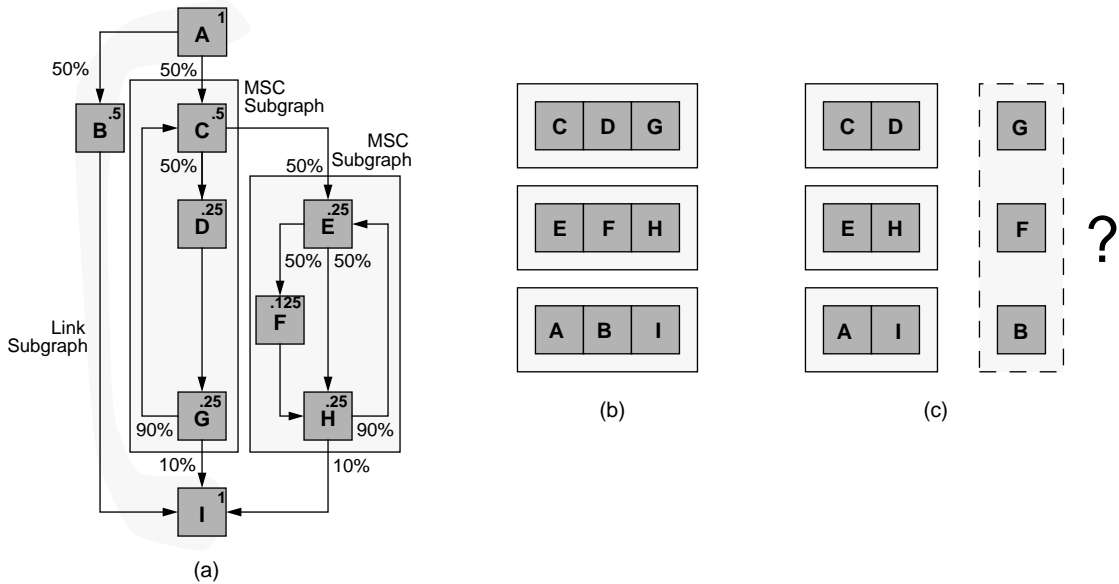 A 1
50%
50%
MSC
Subgraph
B .5
C .5
MSC
Subgraph
50%
50%
D .25
E .25
50%
50%
F .125
Link
Subgraph
G .25
H .25
90%
90%
10%
10%
I 1
(a)
C D G
E F H
A B I
(b)
C D
E H
A I
G
F
B
?
(c)